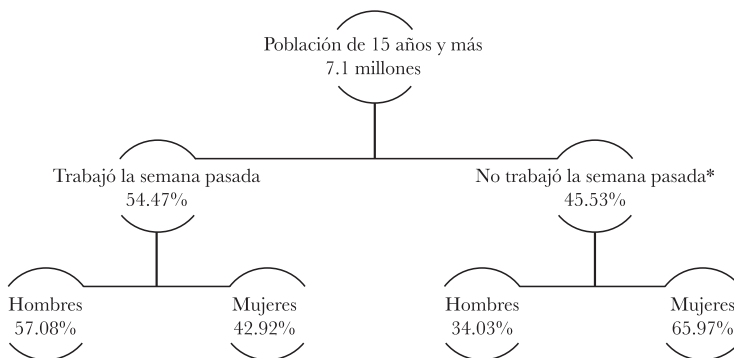 Población de 15 años y más
7.1 millones
Trabajó la semana pasada
54.47%
No trabajó la semana pasada*
45.53%
Hombres
57.08%
Mujeres
42.92%
Hombres
34.03%
Mujeres
65.97%